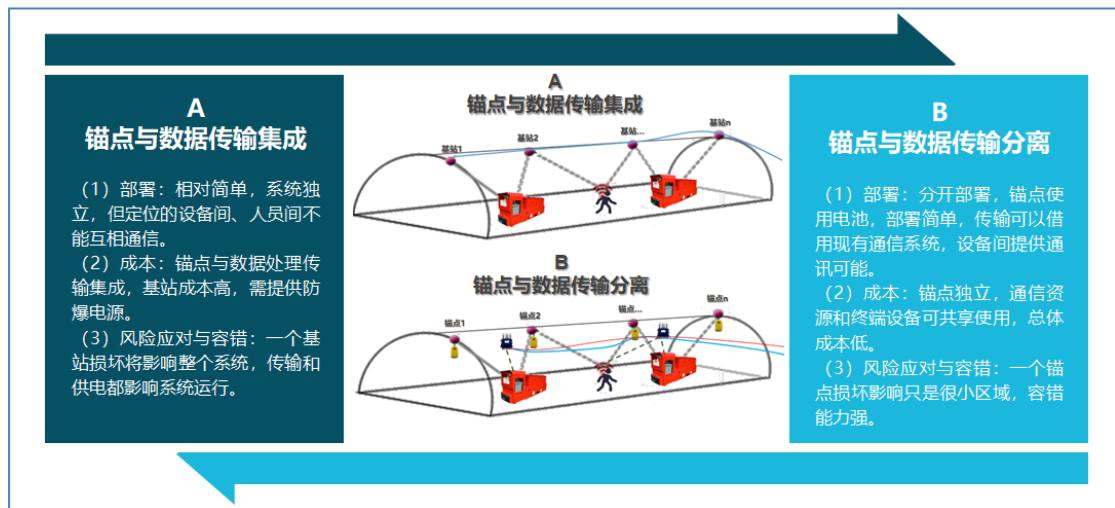 A
锚点与数据传输集成
（1）部署：相对简单，系统独
立，但定位的设备间、人员间不
能互相通信。
（2）成本：锚点与数据处理传
输集成，基站成本高，需提供防
爆电源。
（3）风险应对与容错：一个基
站损坏将影响整个系统，传输和
供电都影响系统运行。
A
锚点与数据传输集成
基站1
基站2
基站...
基站n
B
锚点与数据传输分离
锚点1
锚点2
锚点...
锚点n
B
锚点与数据传输分离
（1）部署：分开部署，锚点使
用电池，部署简单，传输可以借
用现有通信系统，设备间提供通
讯可能。
（2）成本：锚点独立，通信资
源和终端设备可共享使用，总体
成本低。
（3）风险应对与容错：一个锚
点损坏影响只是很小区域，容错
能力强。